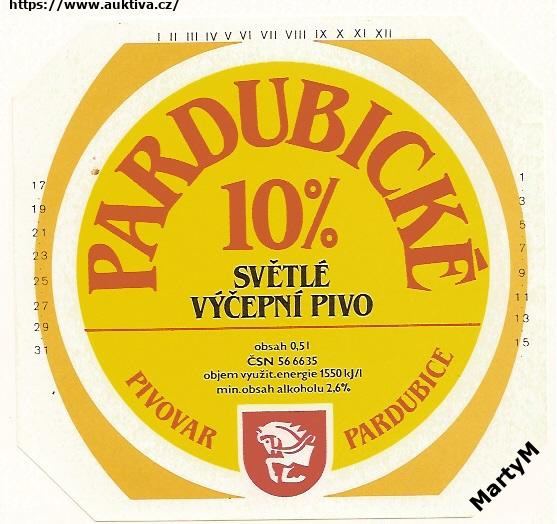 https://www.auktiva.cz/
I II III IV V VI VII VIII IX X XI XII
PARDUBICKÉ
10%
SVĚTLÉ
VÝČEPNÍ PIVO
obsah 0,5 l
ČSN 56 6635
objem využit.energie 1550 kJ/l
min.obsah alkoholu 2,6%
PIVOVAR PARDUBICE
17
19
21
23
25
27
29
31
1
3
5
7
9
11
13
15
MartyM